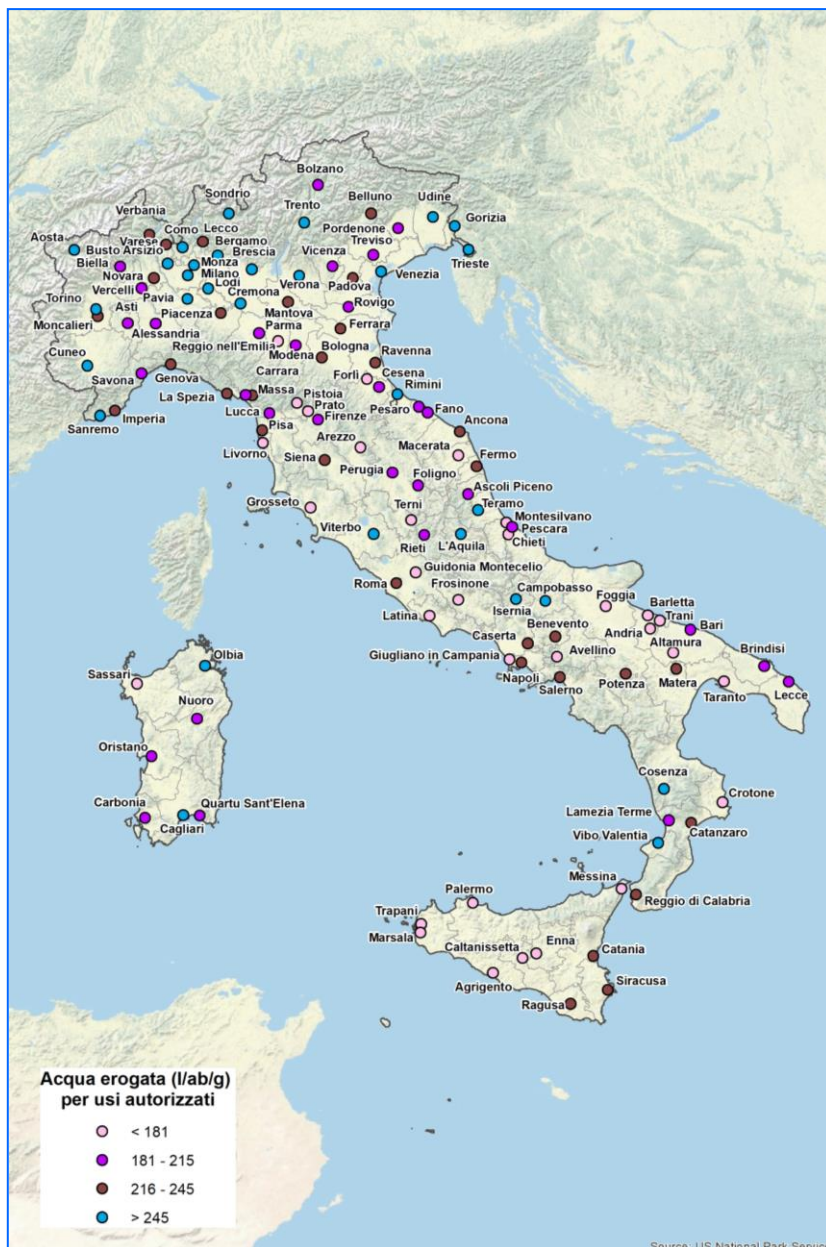 Bolzano
Sondrio
Belluno
Udine
Verbania
Trento
Como
Lecco
Pordenone
Gorizia
Aosta
Varese
Bergamo
Treviso
Busto Arsizio
Brescia
Vicenza
Biella
Monza
Trieste
Novara
Milano
Venezia
Torino
Vercelli
Lodi
Verona
Padova
Pavia
Cremona
Rovigo
Asti
Piacenza
Mantova
Moncalieri
Parma
Ferrara
Alessandria
Reggio nell'Emilia
Bologna
Cuneo
Modena
Ravenna
Carrara
Forlì
Cesena
Savona
Genova
Rimini
La Spezia
Massa
Pistoia
Prato
Pesaro
Fano
Imperia
Lucca
Firenze
Sanremo
Pisa
Ancona
Arezzo
Macerata
Livorno
Siena
Fermo
Perugia
Foligno
Ascoli Piceno
Grosseto
Terni
Teramo
Montesilvano
Viterbo
Pescara
Rieti
L'Aquila
Chieti
Guidonia Montecelio
Roma
Frosinone
Campobasso
Foggia
Barletta
Latina
Isernia
Trani
Benevento
Andria
Bari
Caserta
Altamura
Giugliano in Campania
Avellino
Brindisi
Olbia
Napoli
Potenza
Matera
Sassari
Salerno
Taranto
Lecce
Nuoro
Oristano
Cosenza
Crotone
Carbonia
Quartu Sant'Elena
Lamezia Terme
Cagliari
Catanzaro
Vibo Valentia
Messina
Palermo
Reggio di Calabria
Trapani
Marsala
Caltanissetta
Enna
Catania
Agrigento
Siracusa
Ragusa
Acqua erogata (l/ab/g)
per usi autorizzati
< 181
181 - 215
216 - 245
> 245
Source: US National Park Service